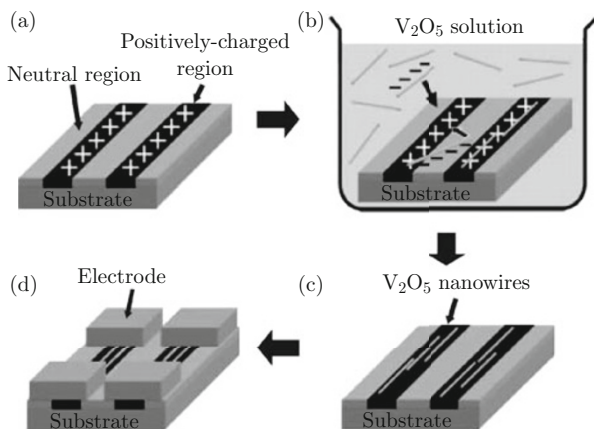 (a)
Positively-charged
region
Neutral region
Substrate
(b)
V₂O₅ solution
Substrate
(d)
Electrode
Substrate
(c)
V₂O₅ nanowires
Substrate